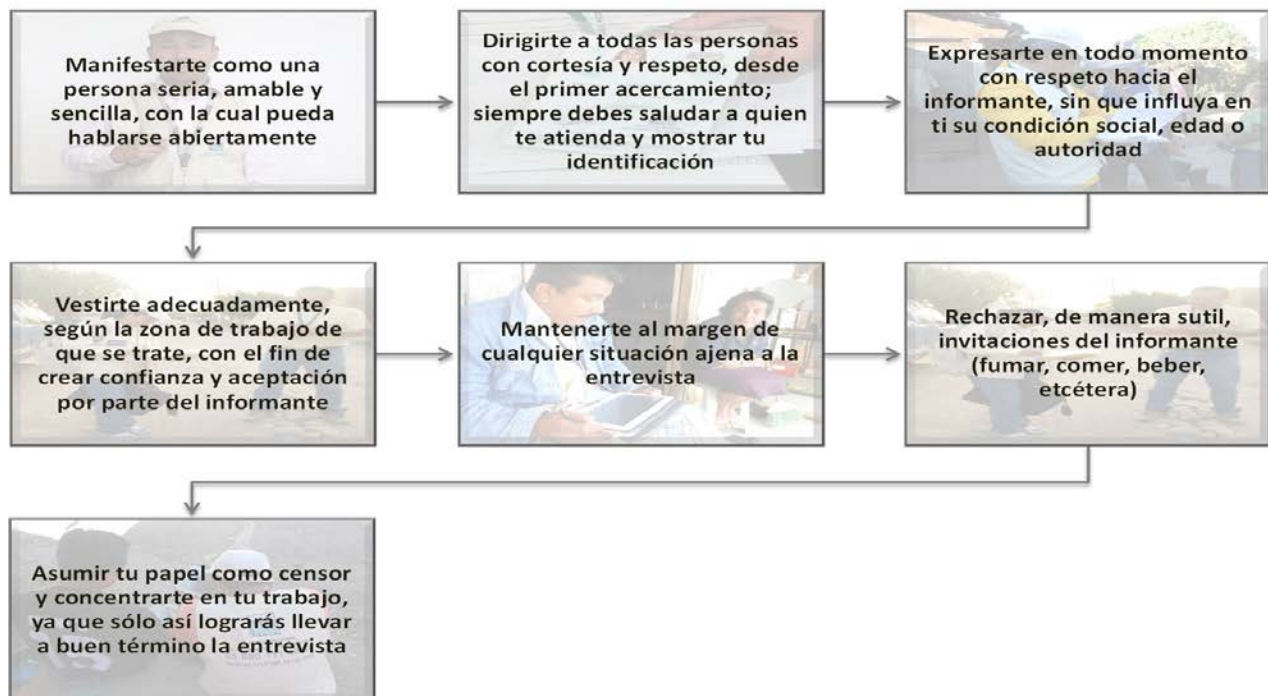 Manifestarte como una
persona seria, amable y
sencilla, con la cual pueda
hablarse abiertamente
Dirigirte a todas las personas
con cortesía y respeto, desde
el primer acercamiento;
siempre debes saludar a quien
te atienda y mostrar tu
identificación
Expresarte en todo momento
con respeto hacia el
informante, sin que influya en
ti su condición social, edad o
autoridad
Vestirte adecuadamente,
según la zona de trabajo de
que se trate, con el fin de
crear confianza y aceptación
por parte del informante
Mantenerte al margen de
cualquier situación ajena a la
entrevista
Rechazar, de manera sutil,
invitaciones del informante
(fumar, comer, beber,
etcétera)
Asumir tu papel como censor
y concentrarte en tu trabajo,
ya que sólo así lograrás llevar
a buen término la entrevista